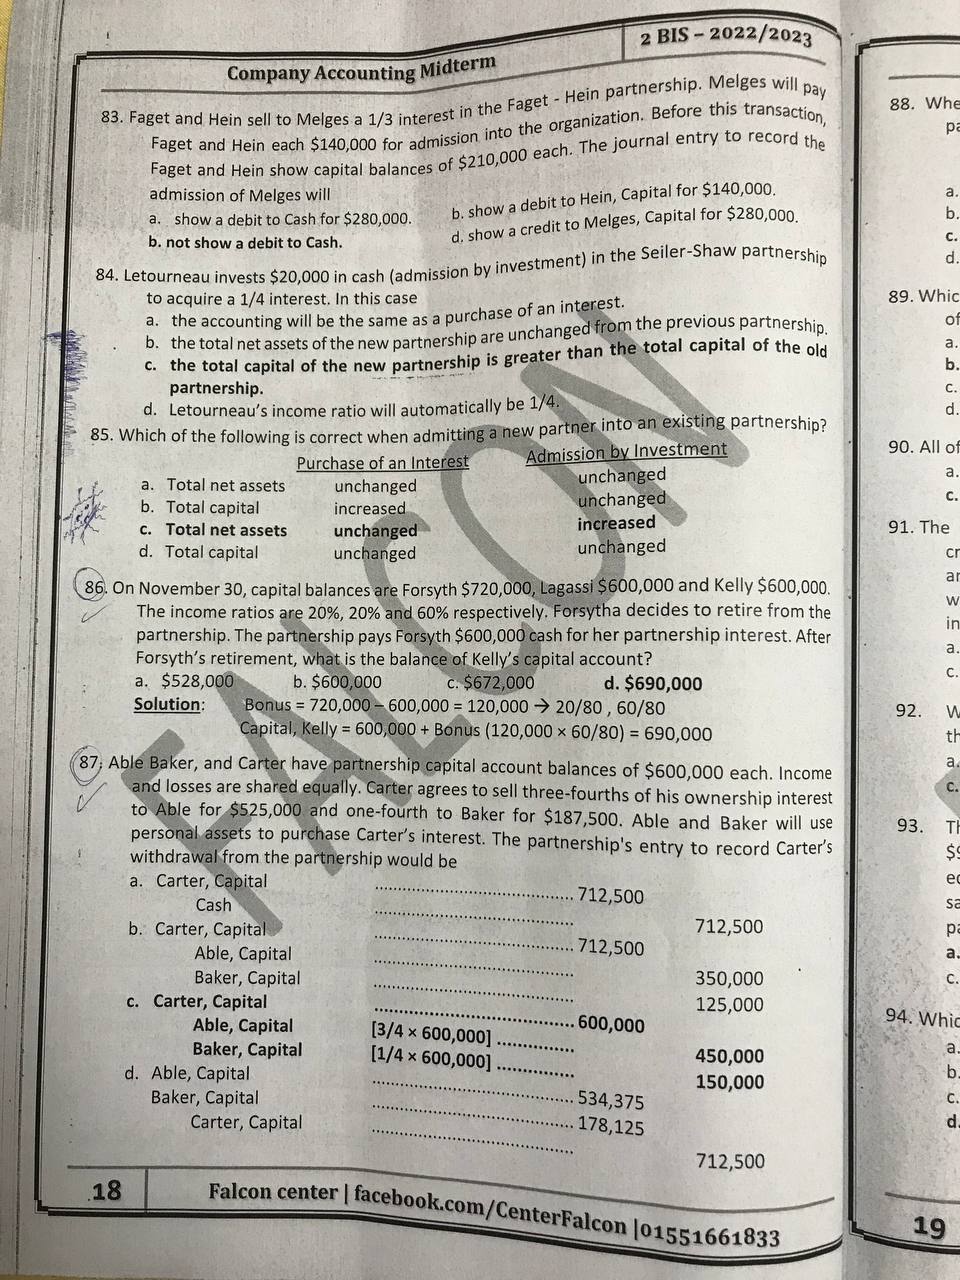 2 BIS – 2022/2023
Company Accounting Midterm
83. Faget and Hein sell to Melges a 1/3 interest in the Faget - Hein partnership. Melges will pay
Faget and Hein each $140,000 for admission into the organization. Before this transaction,
Faget and Hein show capital balances of $210,000 each. The journal entry to record the
admission of Melges will
a. show a debit to Cash for $280,000. b. show a debit to Hein, Capital for $140,000.
b. not show a debit to Cash. d. show a credit to Melges, Capital for $280,000.
84. Letourneau invests $20,000 in cash (admission by investment) in the Seiler-Shaw partnership
to acquire a 1/4 interest. In this case
a. the accounting will be the same as a purchase of an interest.
b. the total net assets of the new partnership are unchanged from the previous partnership.
c. the total capital of the new partnership is greater than the total capital of the old
partnership.
d. Letourneau's income ratio will automatically be 1/4.
85. Which of the following is correct when admitting a new partner into an existing partnership?
Purchase of an Interest Admission by Investment
a. Total net assets unchanged unchanged
b. Total capital increased unchanged
c. Total net assets unchanged increased
d. Total capital unchanged unchanged
86. On November 30, capital balances are Forsyth $720,000, Lagassi $600,000 and Kelly $600,000.
The income ratios are 20%, 20% and 60% respectively. Forsytha decides to retire from the
partnership. The partnership pays Forsyth $600,000 cash for her partnership interest. After
Forsyth's retirement, what is the balance of Kelly's capital account?
a. $528,000 b. $600,000 c. $672,000 d. $690,000
Solution: Bonus = 720,000 – 600,000 = 120,000 → 20/80 , 60/80
Capital, Kelly = 600,000 + Bonus (120,000 × 60/80) = 690,000
87. Able Baker, and Carter have partnership capital account balances of $600,000 each. Income
and losses are shared equally. Carter agrees to sell three-fourths of his ownership interest
to Able for $525,000 and one-fourth to Baker for $187,500. Able and Baker will use
personal assets to purchase Carter's interest. The partnership's entry to record Carter's
withdrawal from the partnership would be
a. Carter, Capital ........................................ 712,500
Cash ........................................ 712,500
b. Carter, Capital ........................................ 712,500
Able, Capital ........................................ 350,000
Baker, Capital ........................................ 125,000
c. Carter, Capital ........................................ 600,000
Able, Capital [3/4 × 600,000] ............... 450,000
Baker, Capital [1/4 × 600,000] ............... 150,000
d. Able, Capital ........................................ 534,375
Baker, Capital ........................................ 178,125
Carter, Capital ........................................ 712,500
18 Falcon center | facebook.com/CenterFalcon |01551661833
FALCON
88. Whe
a.
b.
c.
d.
89. Whic
of
a.
b.
c.
d.
90. All of
a.
c.
91. The
in
a.
c.
92. W
th
a.
c.
93.
a.
c.
94. Whic
a.
b.
c.
d.
19